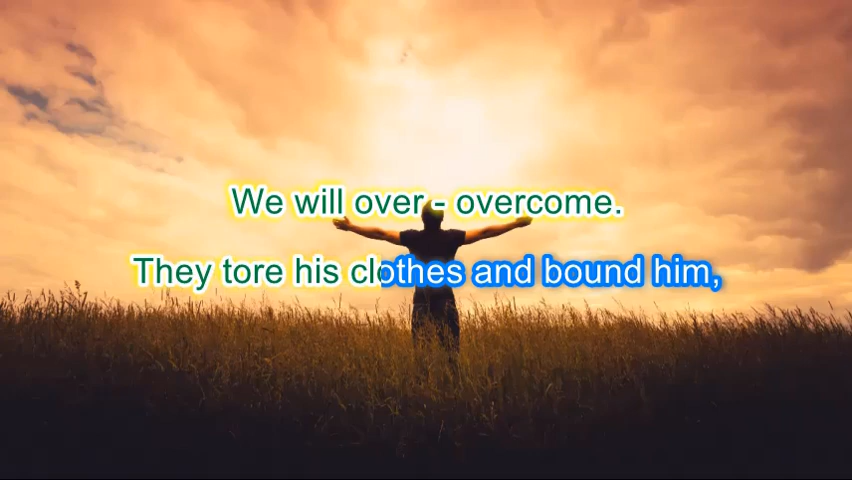 We will over - overcome.
They tore his clothes and bound him,